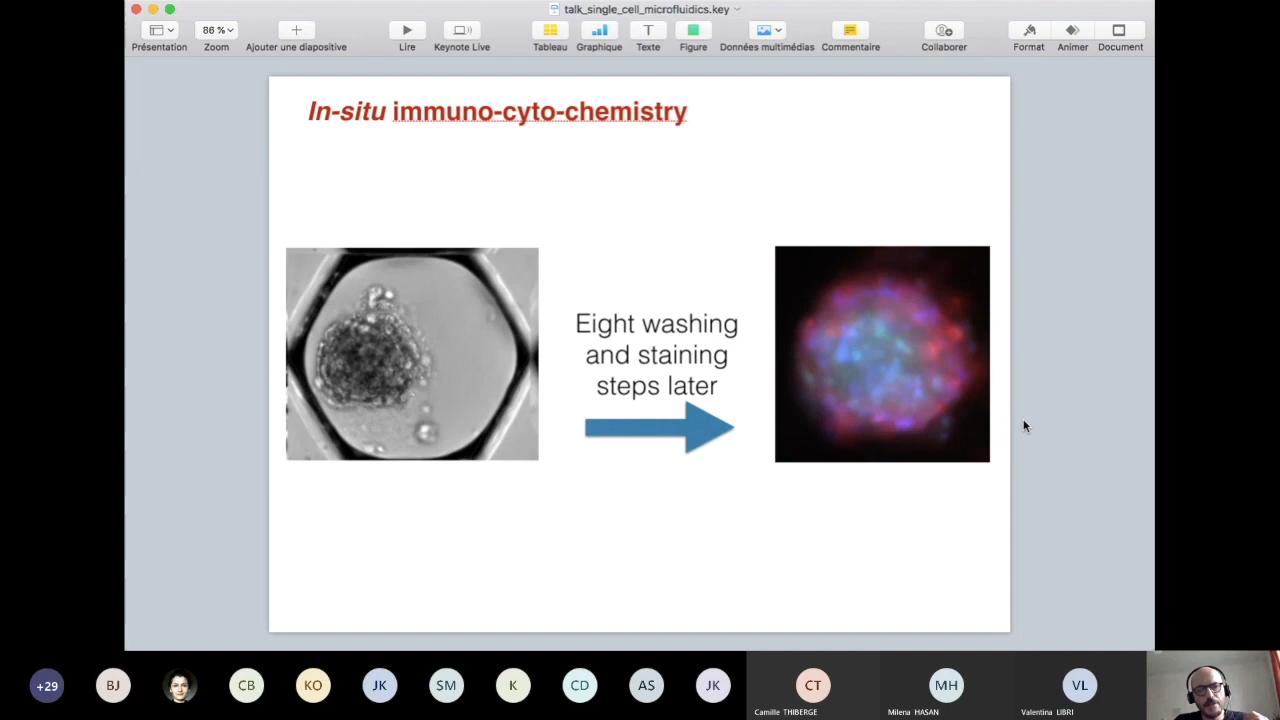 talk_single_cell_microfluidics.key
86 %
Présentation
Zoom
Ajouter une diapositive
Lire
Keynote Live
Tableau
Graphique
Texte
Figure
Données multimédias
Commentaire
Collaborer
Format
Animer
Document
In-situ immuno-cyto-chemistry
Eight washing
and staining
steps later
+29
BJ
CB
KO
JK
SM
K
CD
AS
JK
CT
MH
VL
Camille THIBERGE
Milena HASAN
Valentina LIBRI